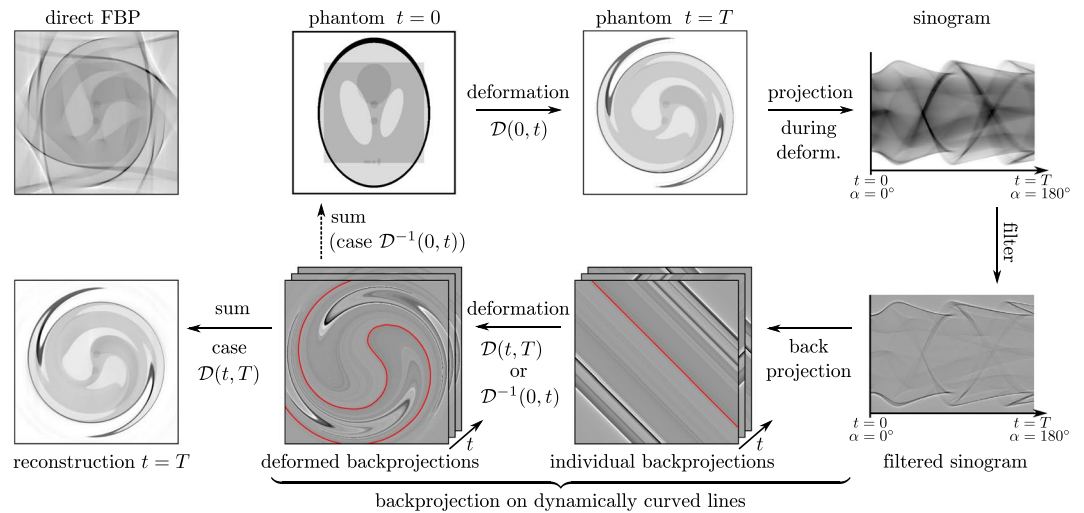 direct FBP
phantom t = 0
phantom t = T
sinogram
deformation
𝒟(0, t)
projection
during
deform.
t = 0
α = 0°
t = T
α = 180°
sum
(case 𝒟⁻¹(0, t))
filter
sum
case
𝒟(t, T)
deformation
𝒟(t, T)
or
𝒟⁻¹(0, t)
back
projection
t
t
t = 0
α = 0°
t = T
α = 180°
reconstruction t = T
deformed backprojections
individual backprojections
filtered sinogram
backprojection on dynamically curved lines